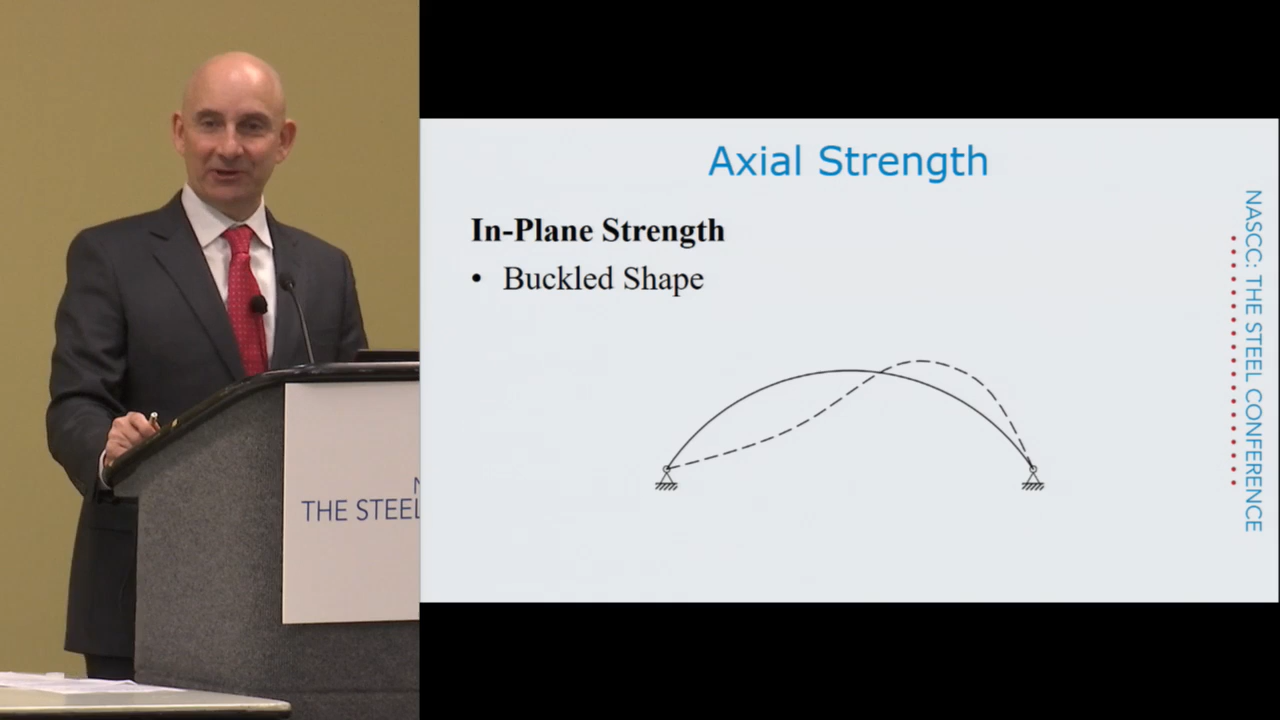 Axial Strength
In-Plane Strength
• Buckled Shape
NASCC: THE STEEL CONFERENCE
THE STEEL